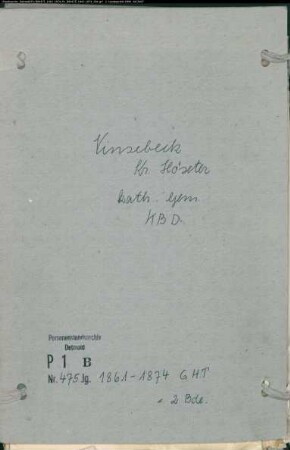 Vinsebeck
Kr. Höxter
Kath. Gem
KBD
Personenstandsarchiv
Detmold
P 1 B
Nr. 475 Jg. 1861-1874 GHT
2 Bde.